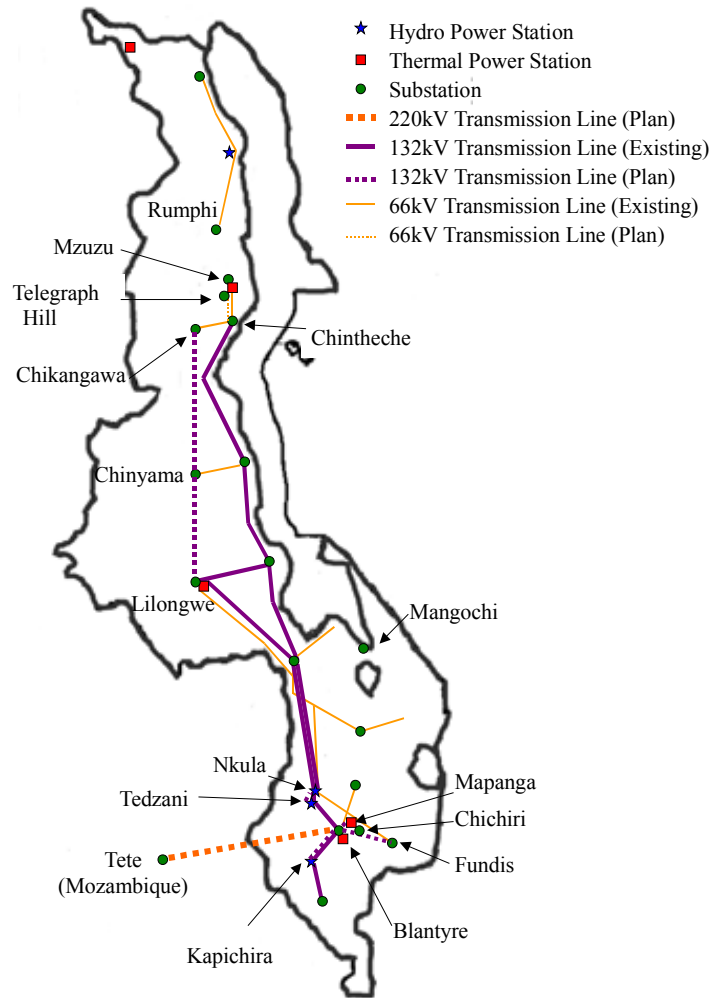 Hydro Power Station
Thermal Power Station
Substation
220kV Transmission Line (Plan)
132kV Transmission Line (Existing)
132kV Transmission Line (Plan)
66kV Transmission Line (Existing)
66kV Transmission Line (Plan)
Rumphi
Mzuzu
Telegraph
Hill
Chintheche
Chikangawa
Chinyama
Lilongwe
Mangochi
Nkula
Mapanga
Tedzani
Chichiri
Tete
(Mozambique)
Fundis
Blantyre
Kapichira